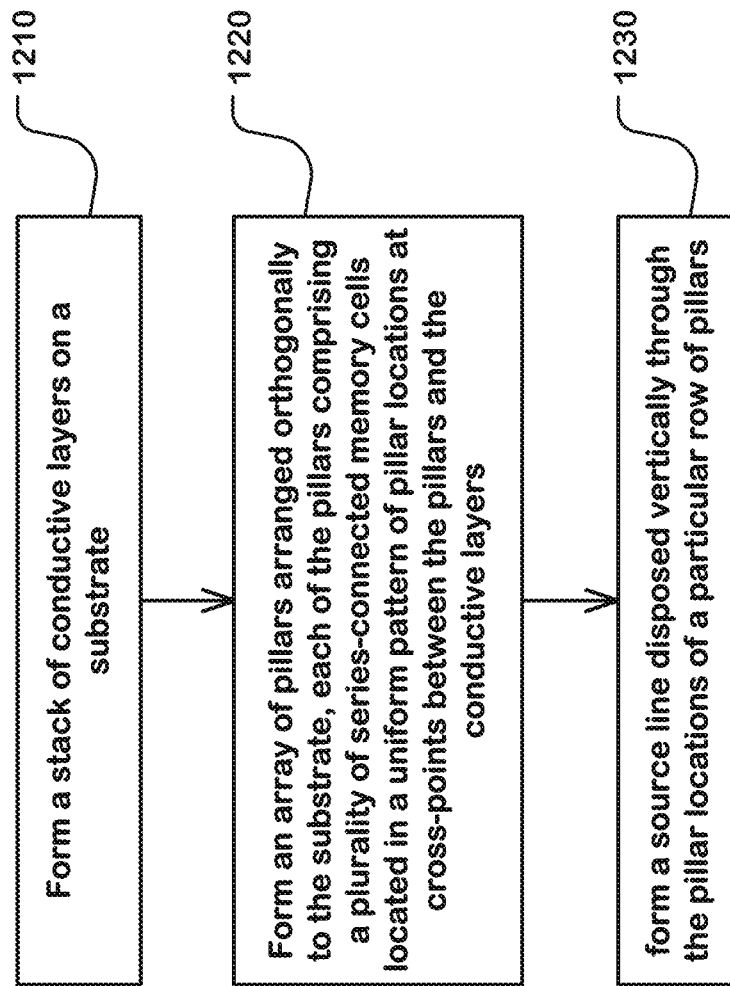 Form a stack of conductive layers on a
substrate
1210
Form an array of pillars arranged orthogonally
to the substrate, each of the pillars comprising
a plurality of series-connected memory cells
located in a uniform pattern of pillar locations at
cross-points between the pillars and the
conductive layers
1220
form a source line disposed vertically through
the pillar locations of a particular row of pillars
1230